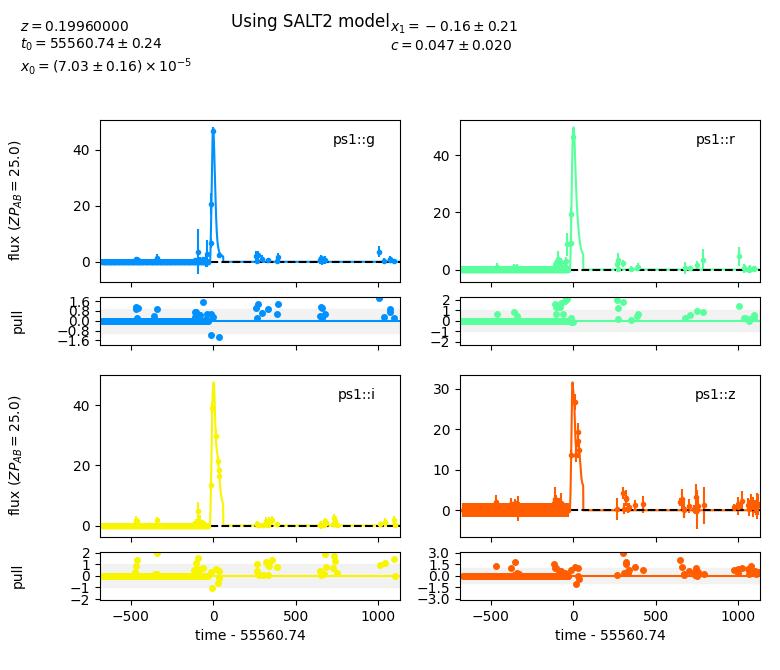 Using SALT2 model
z = 0.19960000
t₀ = 55560.74 ± 0.24
x₀ = (7.03 ± 0.16) × 10⁻⁵
x₁ = −0.16 ± 0.21
c = 0.047 ± 0.020
flux (ZP_AB = 25.0)
40
20
0
ps1::g
40
20
0
ps1::r
pull
1.6
0.8
0.0
−0.8
−1.6
2
1
0
−1
−2
flux (ZP_AB = 25.0)
40
20
0
ps1::i
30
20
10
0
ps1::z
pull
2
1
0
−1
−2
3.0
1.5
0.0
−1.5
−3.0
−500 0 500 1000
−500 0 500 1000
time - 55560.74
time - 55560.74